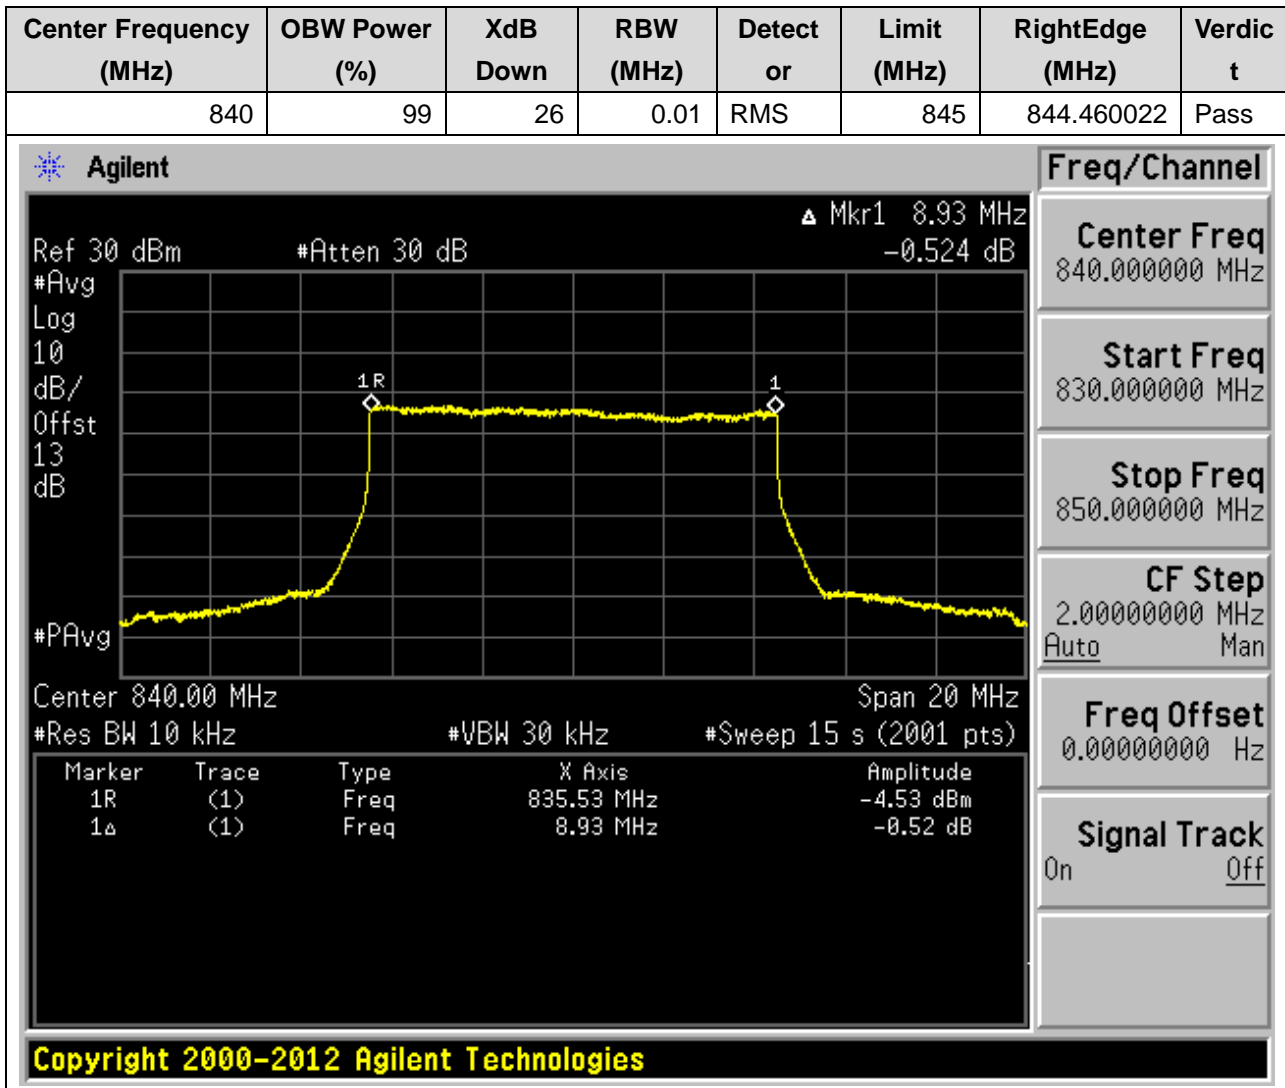 Center Frequency (MHz) OBW Power (%) XdB Down RBW (MHz) Detect or Limit (MHz) RightEdge (MHz) Verdic t
840 99 26 0.01 RMS 845 844.460022 Pass
Agilent
Freq/Channel
Δ Mkr1 8.93 MHz
Ref 30 dBm #Atten 30 dB -0.524 dB
#Avg
Log
10
dB/
Offst
13
dB
1R
1
#PAvg
Center 840.00 MHz Span 20 MHz
#Res BW 10 kHz #VBW 30 kHz #Sweep 15 s (2001 pts)
Marker Trace Type X Axis Amplitude
1R (1) Freq 835.53 MHz -4.53 dBm
1Δ (1) Freq 8.93 MHz -0.52 dB
Center Freq
840.000000 MHz
Start Freq
830.000000 MHz
Stop Freq
850.000000 MHz
CF Step
2.00000000 MHz
Auto Man
Freq Offset
0.00000000 Hz
Signal Track
On Off
Copyright 2000-2012 Agilent Technologies